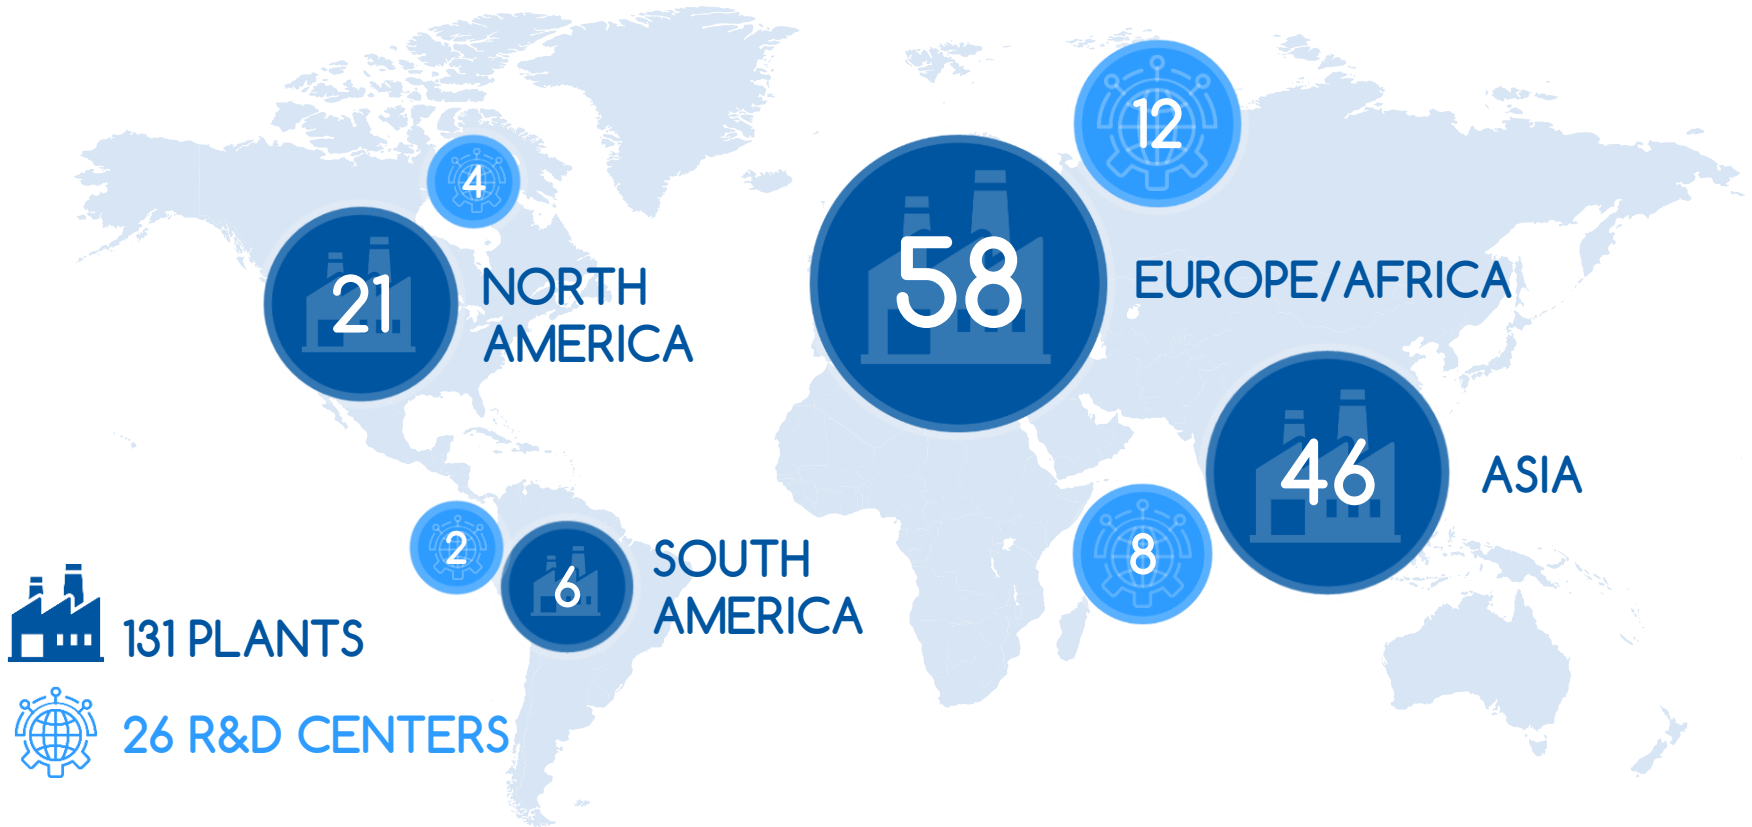 12
4
58
21
NORTH
AMERICA
EUROPE/AFRICA
46
ASIA
8
2
6
SOUTH
AMERICA
131 PLANTS
26 R&D CENTERS